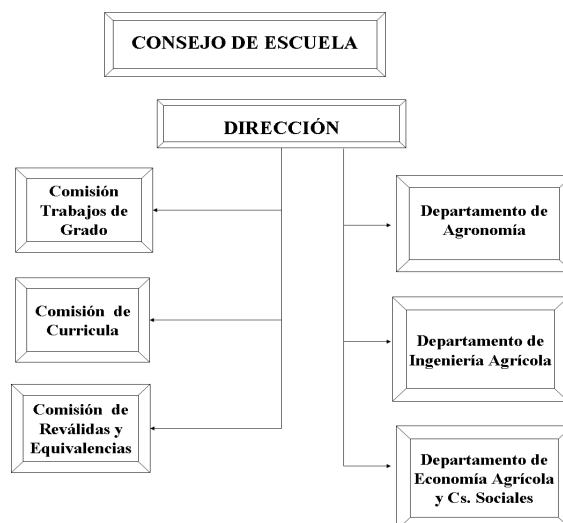 CONSEJO DE ESCUELA
DIRECCIÓN
Comisión
Trabajos de
Grado
Comisión de
Curricula
Comisión de
Reválidas y
Equivalencias
Departamento de
Agronomía
Departamento de
Ingeniería Agrícola
Departamento de
Economía Agrícola
y Cs. Sociales